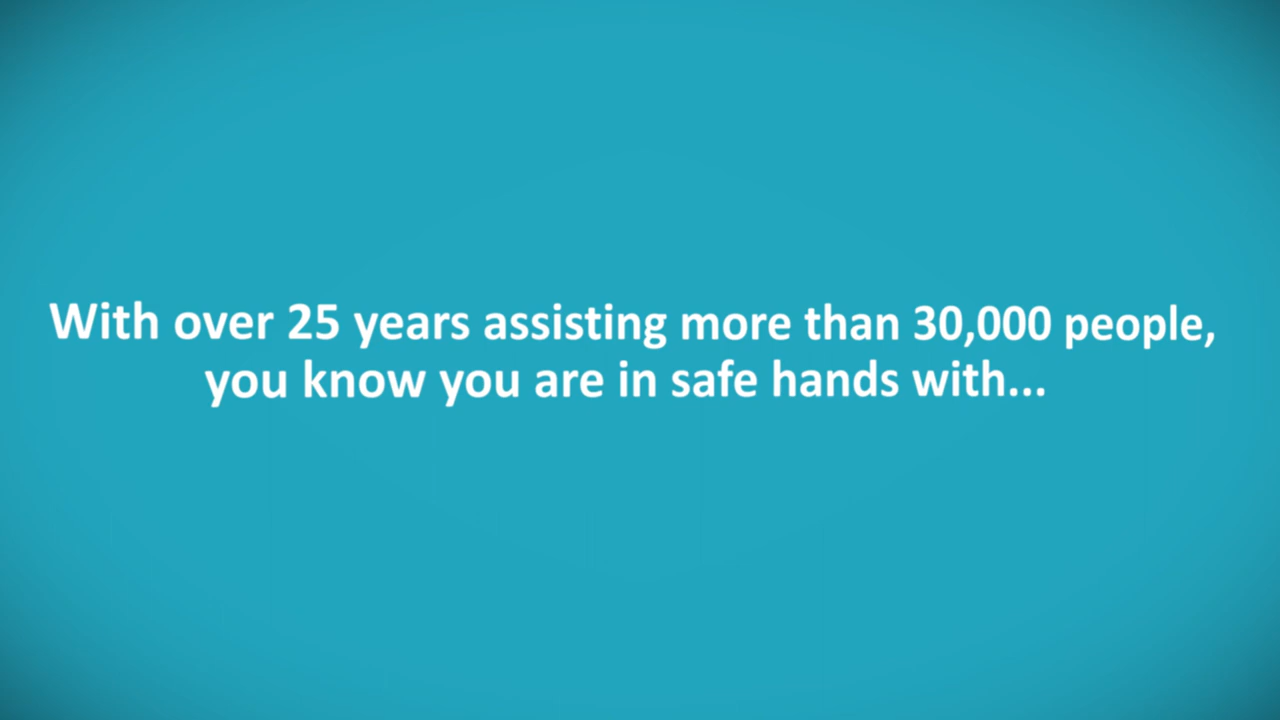 With over 25 years assisting more than 30,000 people,
you know you are in safe hands with...